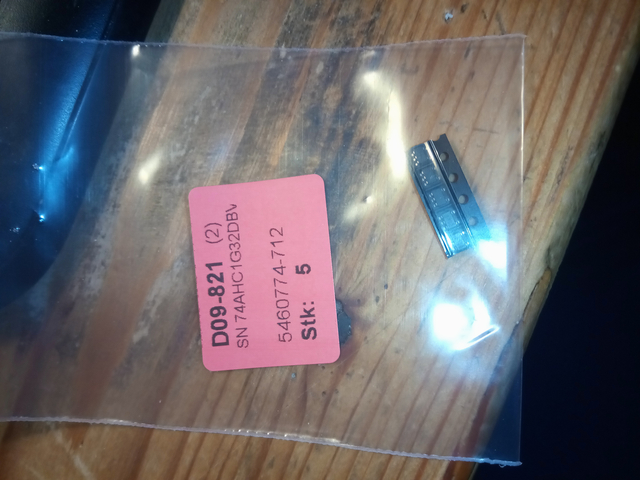 D09-821 (2)
SN 74AHC1G32DBV
5460774-712
Stk: 5